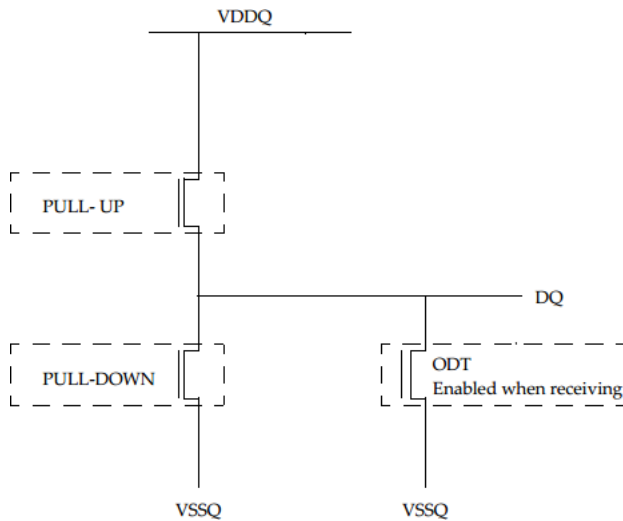 VDDQ
PULL- UP
DQ
PULL-DOWN
ODT
Enabled when receiving
VSSQ
VSSQ